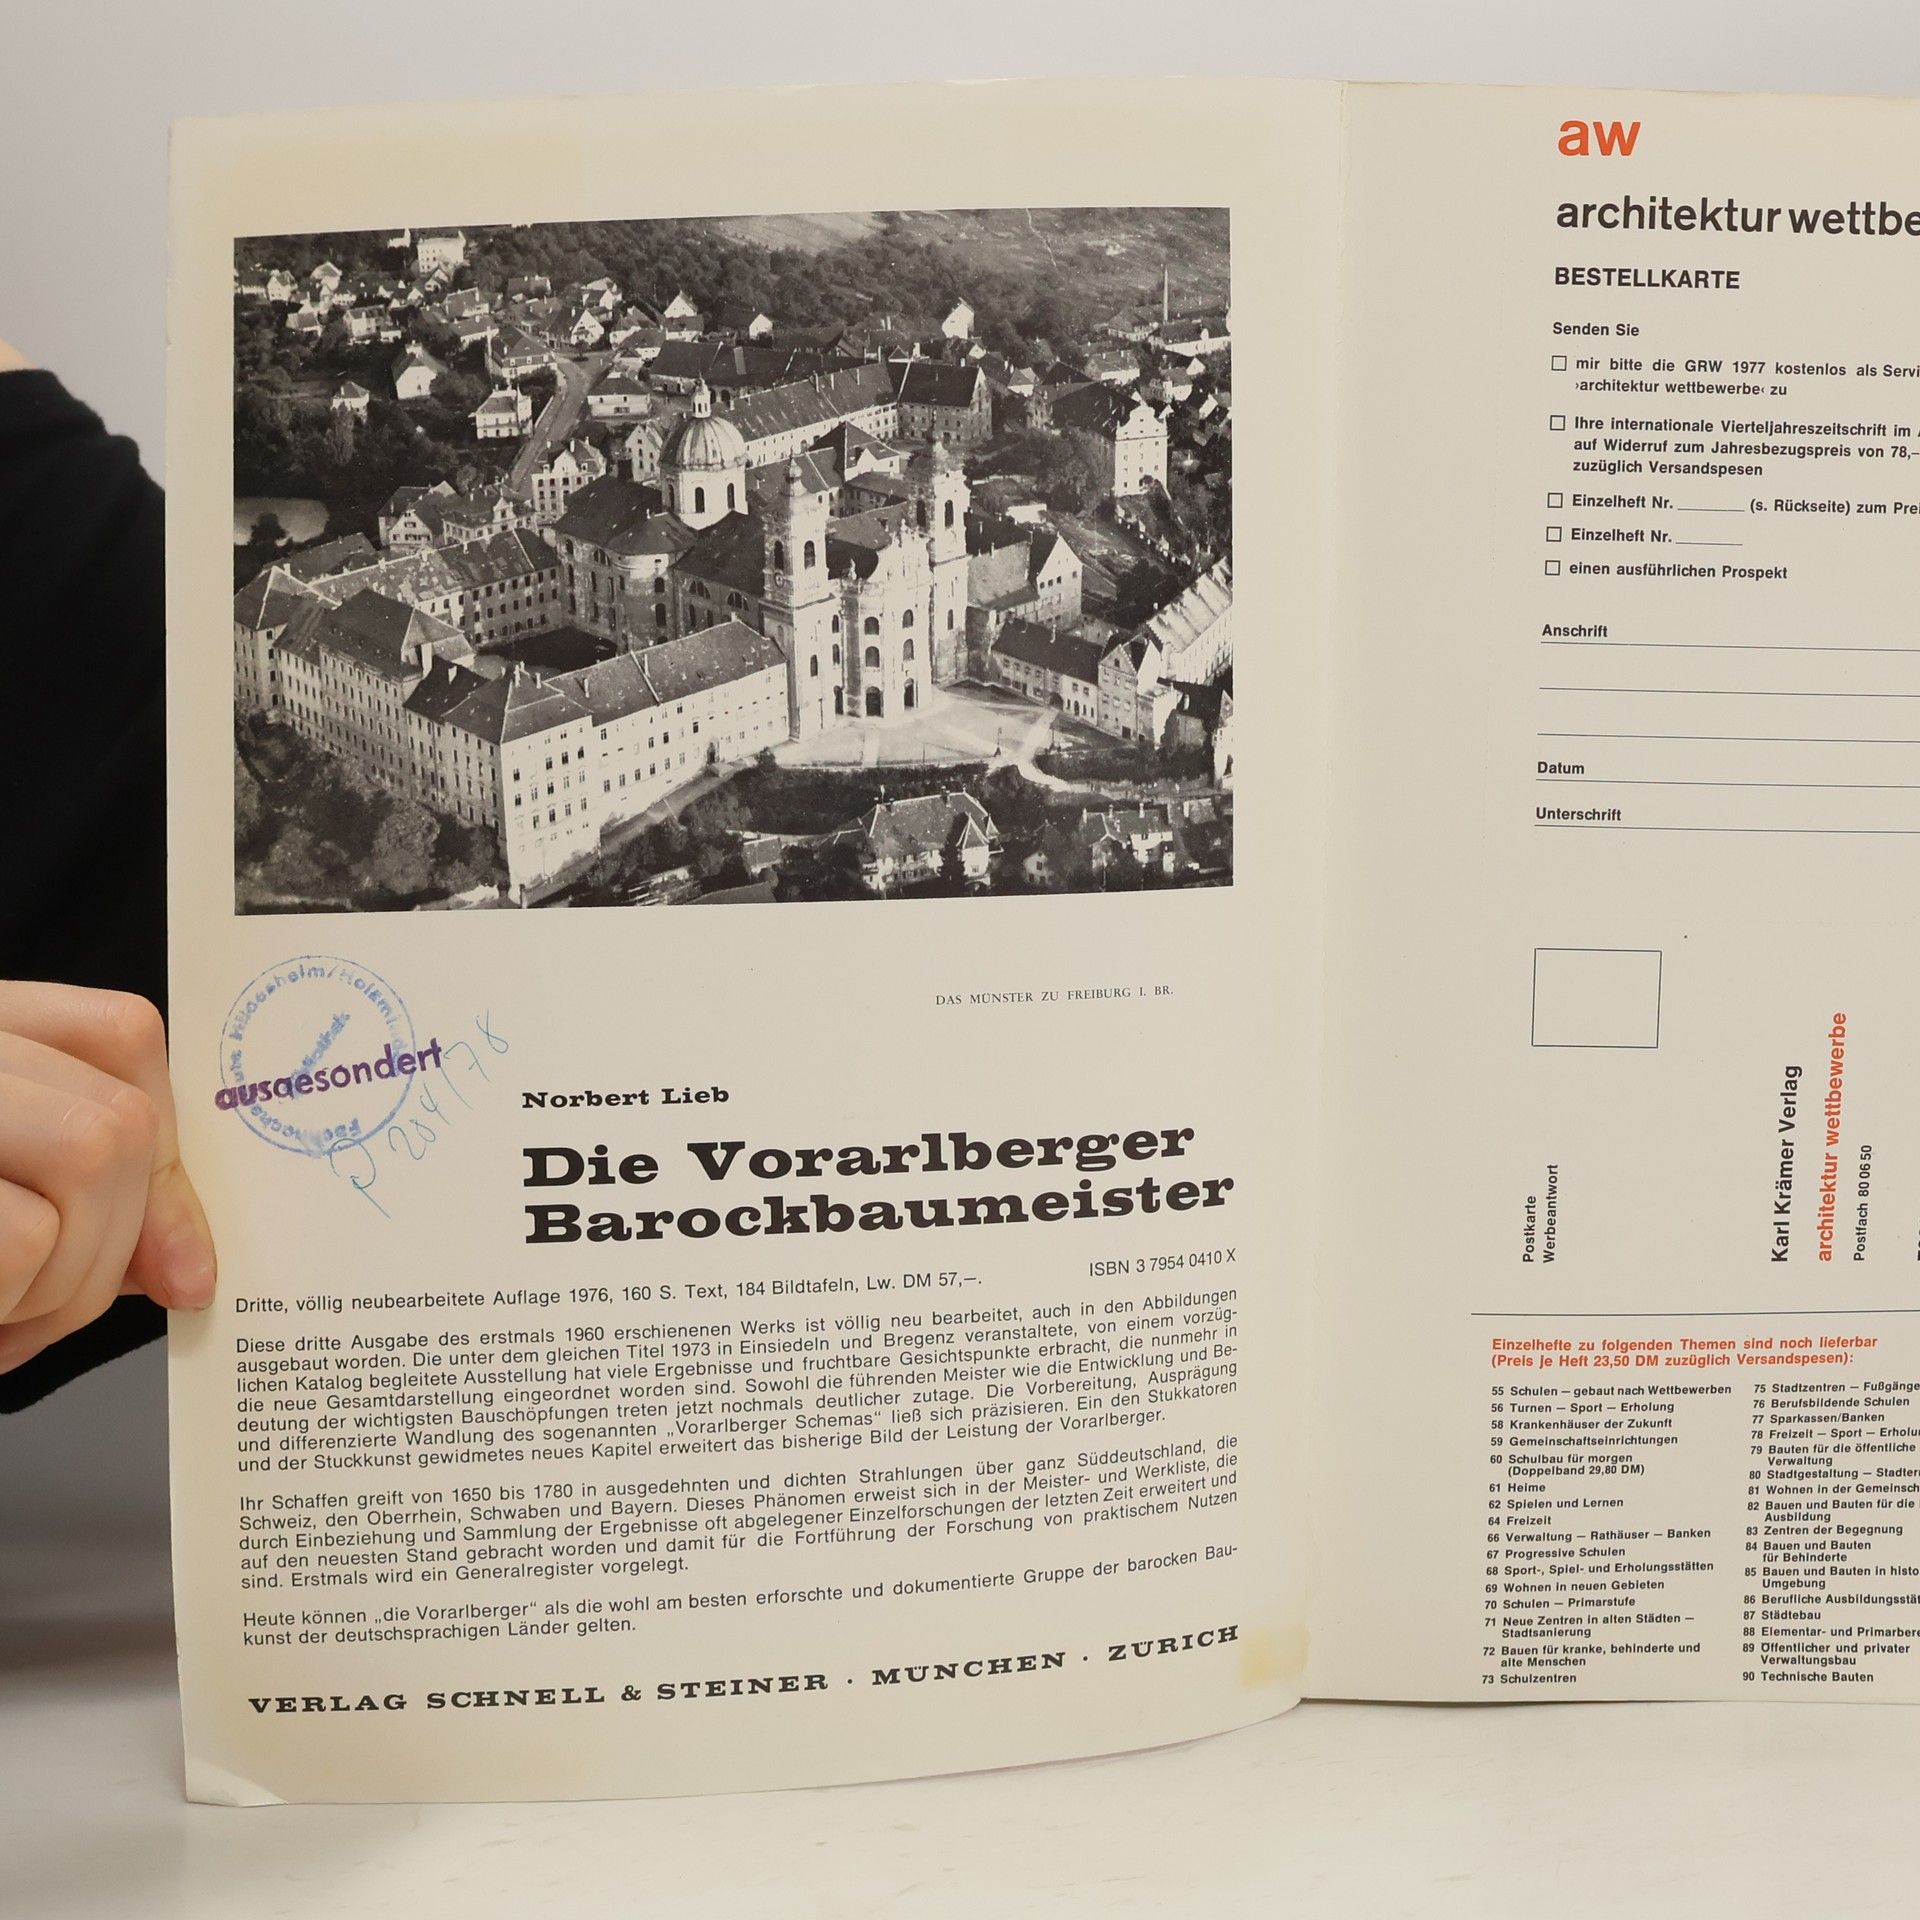 DAS MÜNSTER ZU FREIBURG I. BR.
ausgesondert
204/78
Norbert Lieb
Die Vorarlberger
Barockbaumeister
ISBN 3 7954 0410 X
Dritte, völlig neubearbeitete Auflage 1976, 160 S. Text, 184 Bildtafeln, Lw. DM 57,–.
Diese dritte Ausgabe des erstmals 1960 erschienenen Werks ist völlig neu bearbeitet, auch in den Abbildungen
ausgebaut worden. Die unter dem gleichen Titel 1973 in Einsiedeln und Bregenz veranstaltete, von einem vorzüg-
lichen Katalog begleitete Ausstellung hat viele Ergebnisse und fruchtbare Gesichtspunkte erbracht, die nunmehr in
die neue Gesamtdarstellung eingeordnet worden sind. Sowohl die führenden Meister wie die Entwicklung und Be-
deutung der wichtigsten Bauschöpfungen treten jetzt nochmals deutlicher zutage. Die Vorbereitung, Ausprägung
und differenzierte Wandlung des sogenannten „Vorarlberger Schemas“ ließ sich präzisieren. Ein den Stukkatoren
und der Stuckkunst gewidmetes neues Kapitel erweitert das bisherige Bild der Leistung der Vorarlberger.
Ihr Schaffen greift von 1650 bis 1780 in ausgedehnten und dichten Strahlungen über ganz Süddeutschland, die
Schweiz, den Oberrhein, Schwaben und Bayern. Dieses Phänomen erweist sich in der Meister- und Werkliste, die
durch Einbeziehung und Sammlung der Ergebnisse oft abgelegener Einzelforschungen der letzten Zeit erweitert und
auf den neuesten Stand gebracht worden und damit für die Fortführung der Forschung von praktischem Nutzen
sind. Erstmals wird ein Generalregister vorgelegt.
Heute können „die Vorarlberger“ als die wohl am besten erforschte und dokumentierte Gruppe der barocken Bau-
kunst der deutschsprachigen Länder gelten.
VERLAG SCHNELL & STEINER · MÜNCHEN · ZÜRICH
aw
architektur wettbe
BESTELLKARTE
Senden Sie
mir bitte die GRW 1977 kostenlos als Servi
›architektur wettbewerbe‹ zu
Ihre internationale Vierteljahreszeitschrift im
auf Widerruf zum Jahresbezugspreis von 78,–
zuzüglich Versandspesen
Einzelheft Nr. ________ (s. Rückseite) zum Prei
Einzelheft Nr. ________
einen ausführlichen Prospekt
Anschrift
Datum
Unterschrift
Postkarte
Werbeantwort
Karl Krämer Verlag
architektur wettbewerbe
Postfach 80 06 50
Einzelhefte zu folgenden Themen sind noch lieferbar
(Preis je Heft 23,50 DM zuzüglich Versandspesen):
55 Schulen – gebaut nach Wettbewerben
56 Turnen – Sport – Erholung
58 Krankenhäuser der Zukunft
59 Gemeinschaftseinrichtungen
60 Schulbau für morgen
(Doppelband 29,80 DM)
61 Heime
62 Spielen und Lernen
64 Freizeit
66 Verwaltung – Rathäuser – Banken
67 Progressive Schulen
68 Sport-, Spiel- und Erholungsstätten
69 Wohnen in neuen Gebieten
70 Schulen – Primarstufe
71 Neue Zentren in alten Städten –
Stadtsanierung
72 Bauen für kranke, behinderte und
alte Menschen
73 Schulzentren
75 Stadtzentren – Fußgänge
76 Berufsbildende Schulen
77 Sparkassen/Banken
78 Freizeit – Sport – Erholu
79 Bauten für die öffentliche
Verwaltung
80 Stadtgestaltung – Stadter
81 Wohnen in der Gemeinsch
82 Bauen und Bauten für die
Ausbildung
83 Zentren der Begegnung
84 Bauen und Bauten
für Behinderte
85 Bauen und Bauten in histo
Umgebung
86 Berufliche Ausbildungsstät
87 Städtebau
88 Elementar- und Primarbere
89 Öffentlicher und privater
Verwaltungsbau
90 Technische Bauten